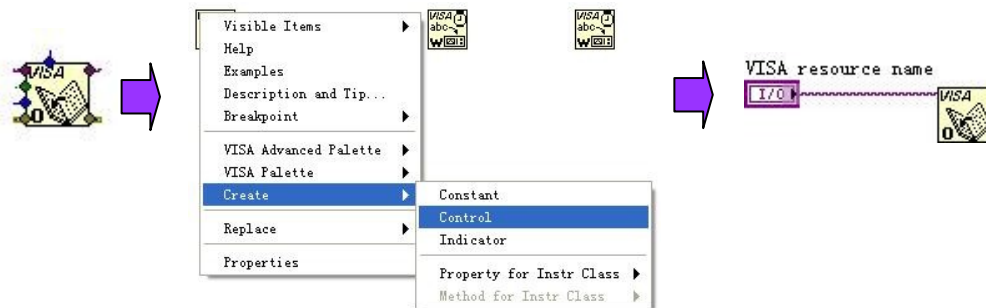 VISA
O
Visible Items
Help
Examples
Description and Tip...
Breakpoint
VISA Advanced Palette
VISA Palette
Create
Replace
Properties
Constant
Control
Indicator
Property for Instr Class
Method for Instr Class
VISA
abc
W
VISA
abc
W
VISA resource name
I/O
VISA
O